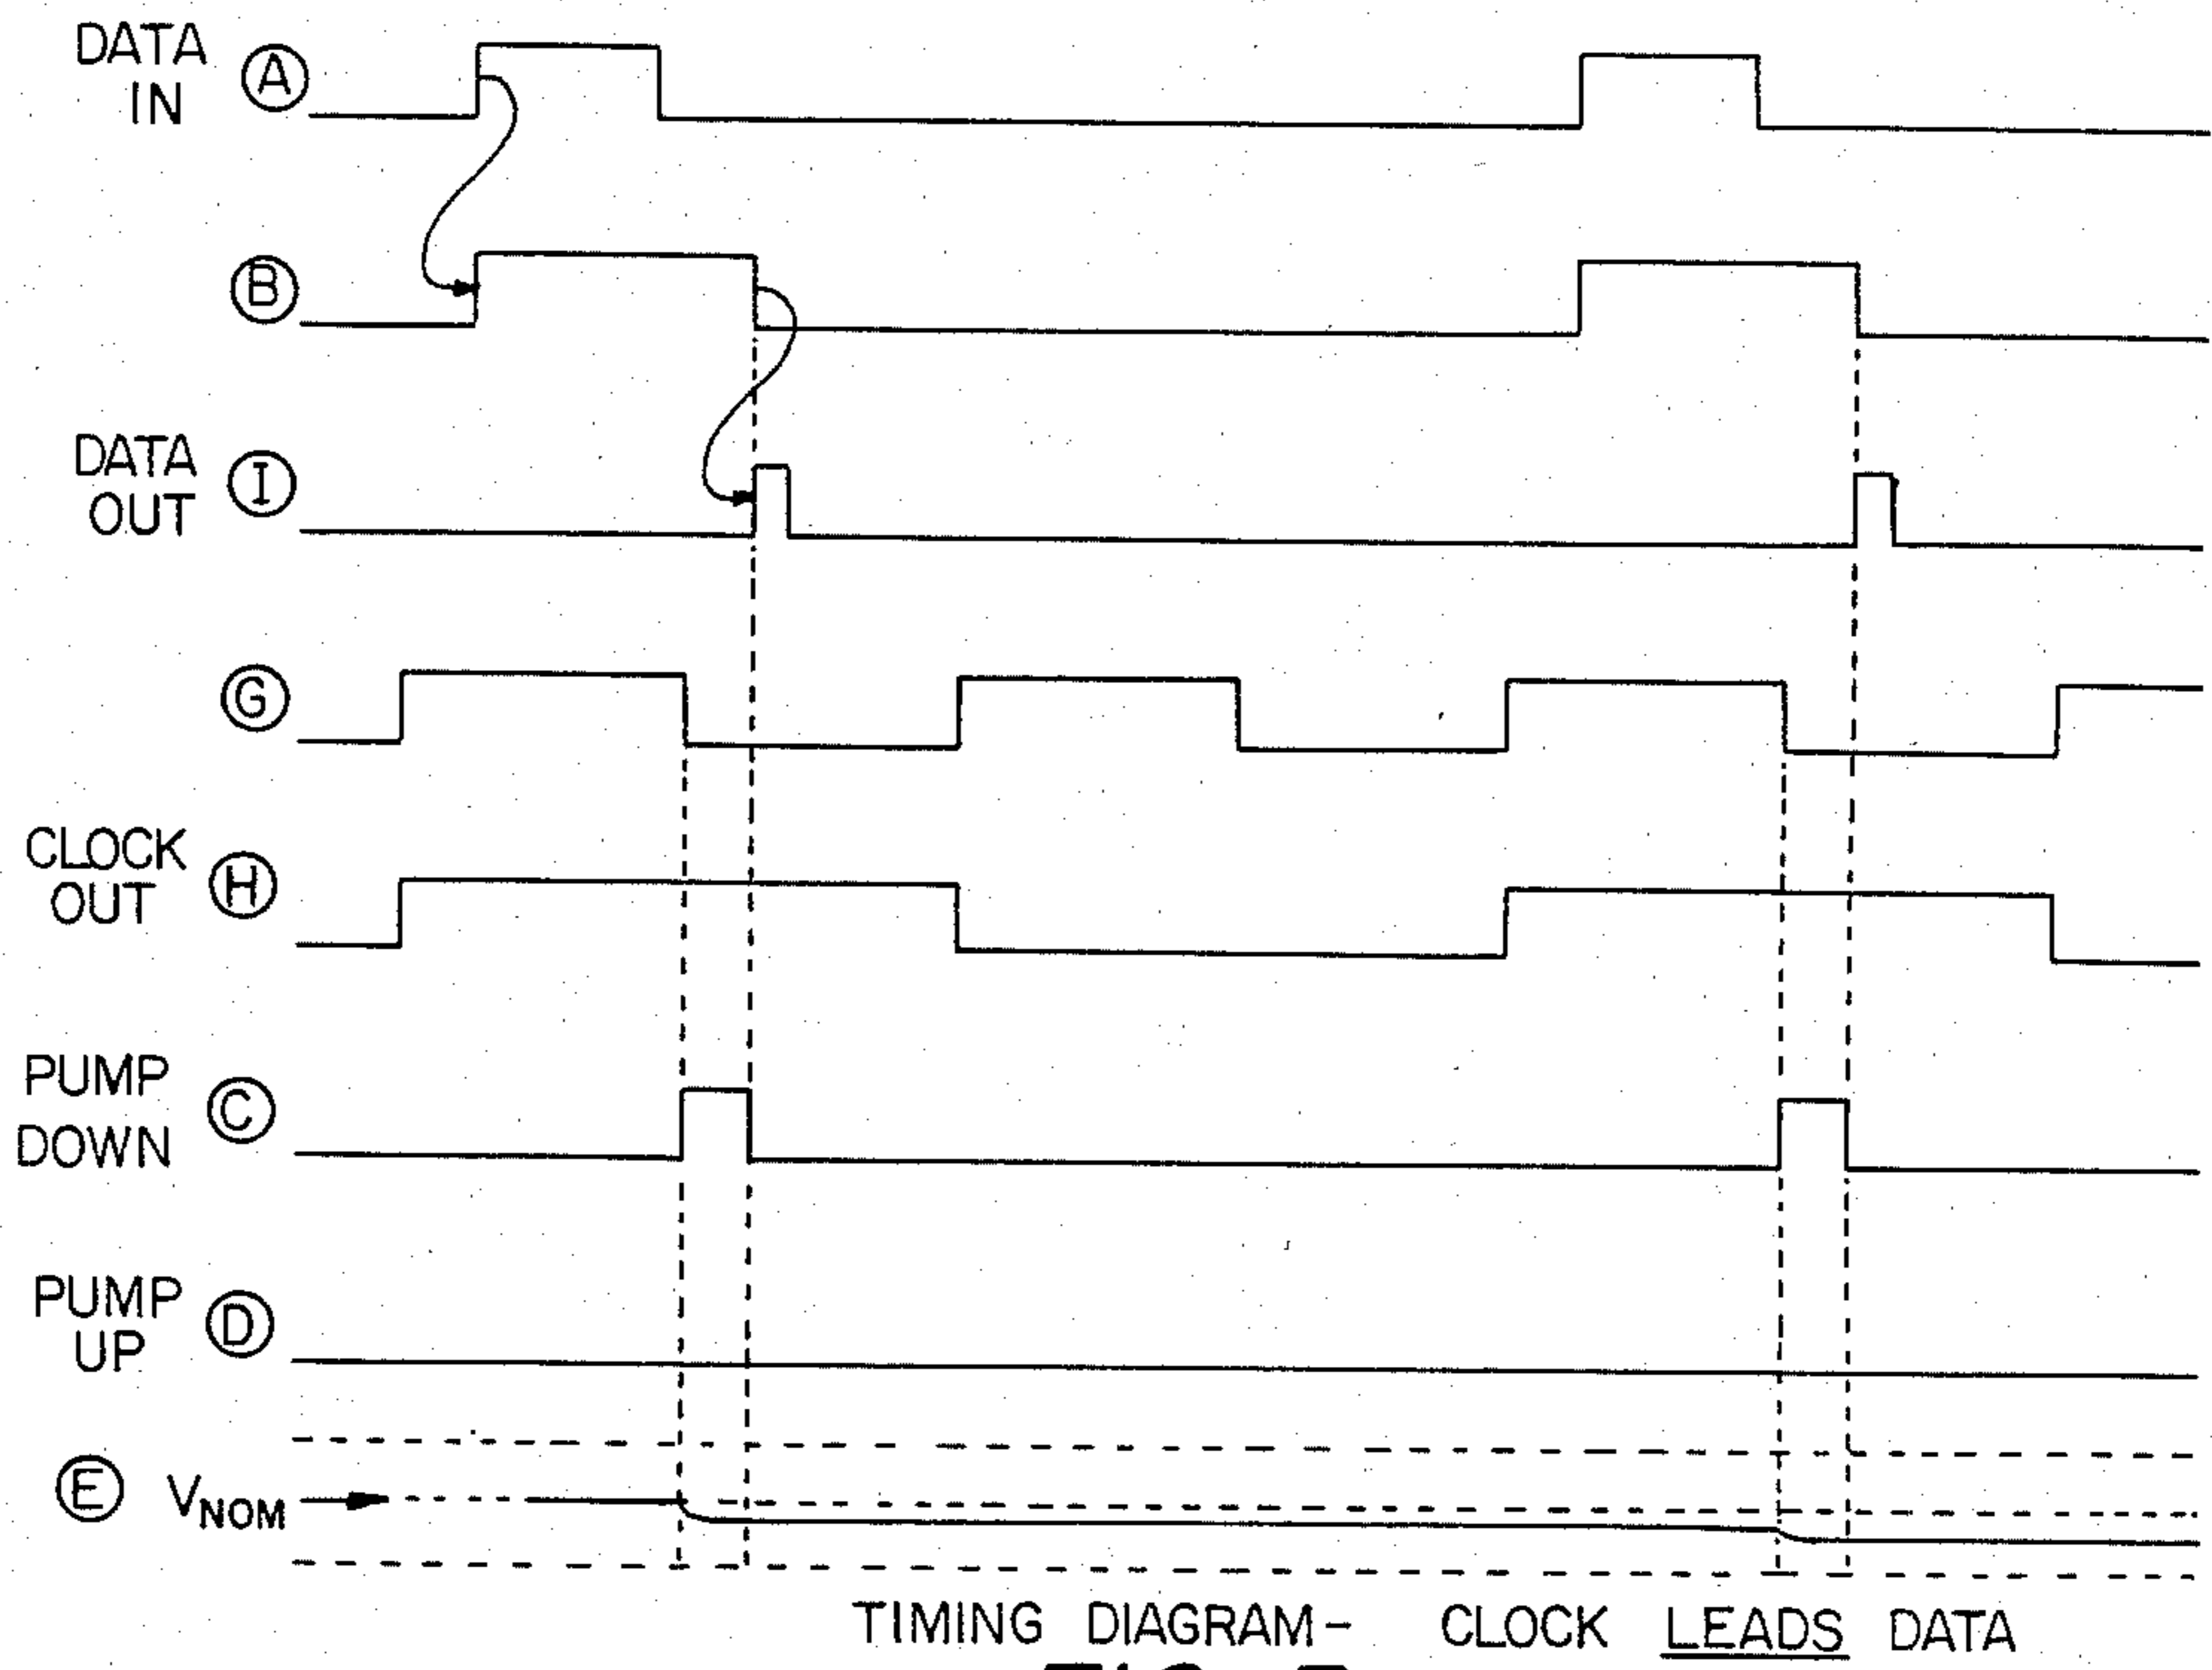 DATA
IN
A
B
DATA
OUT
I
G
CLOCK
OUT
H
PUMP
DOWN
C
PUMP
UP
D
E VNOM
TIMING DIAGRAM- CLOCK LEADS DATA